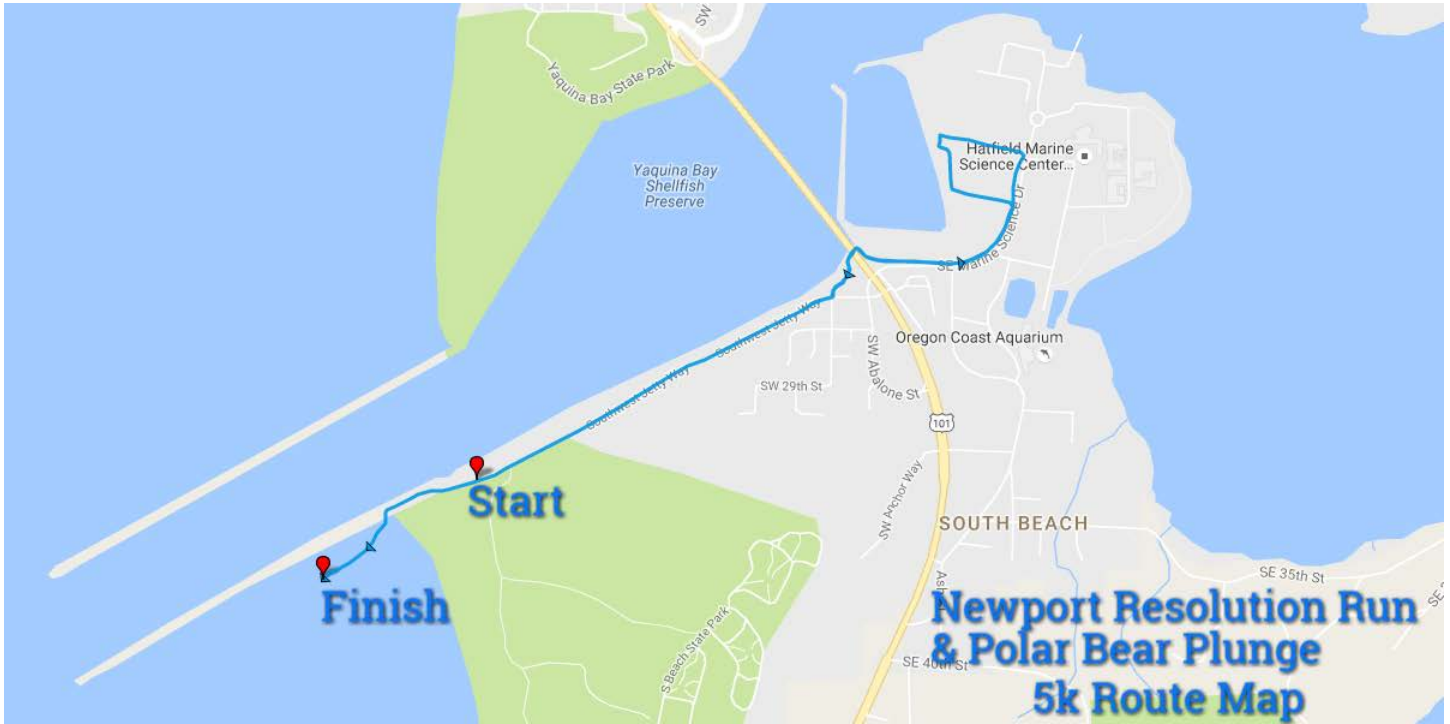 SW
Yaquina Bay State Park
Yaquina Bay
Shellfish
Preserve
Hatfield Marine
Science Center...
SE Marine Science Dr
Southwest Jetty Way
Southwest Jetty Way
Oregon Coast Aquarium
SW 29th St
SW Abalone St
101
SW Anchor Way
Start
SOUTH BEACH
Finish
S Beach State Park
SE 35th St
Newport Resolution Run
& Polar Bear Plunge
SE 40th St
5k Route Map